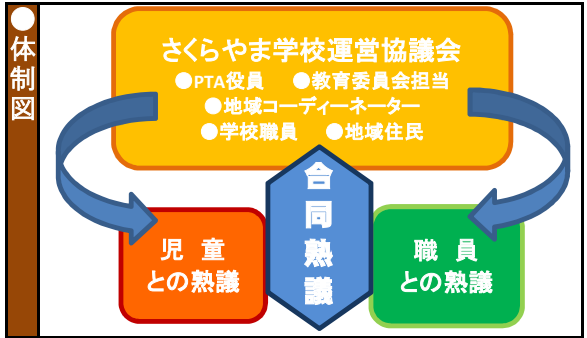 ●体制図
さくらやま学校運営協議会
●PTA役員 ●教育委員会担当
●地域コーディーネーター
●学校職員 ●地域住民
合同熟議
児童
との熟議
職員
との熟議